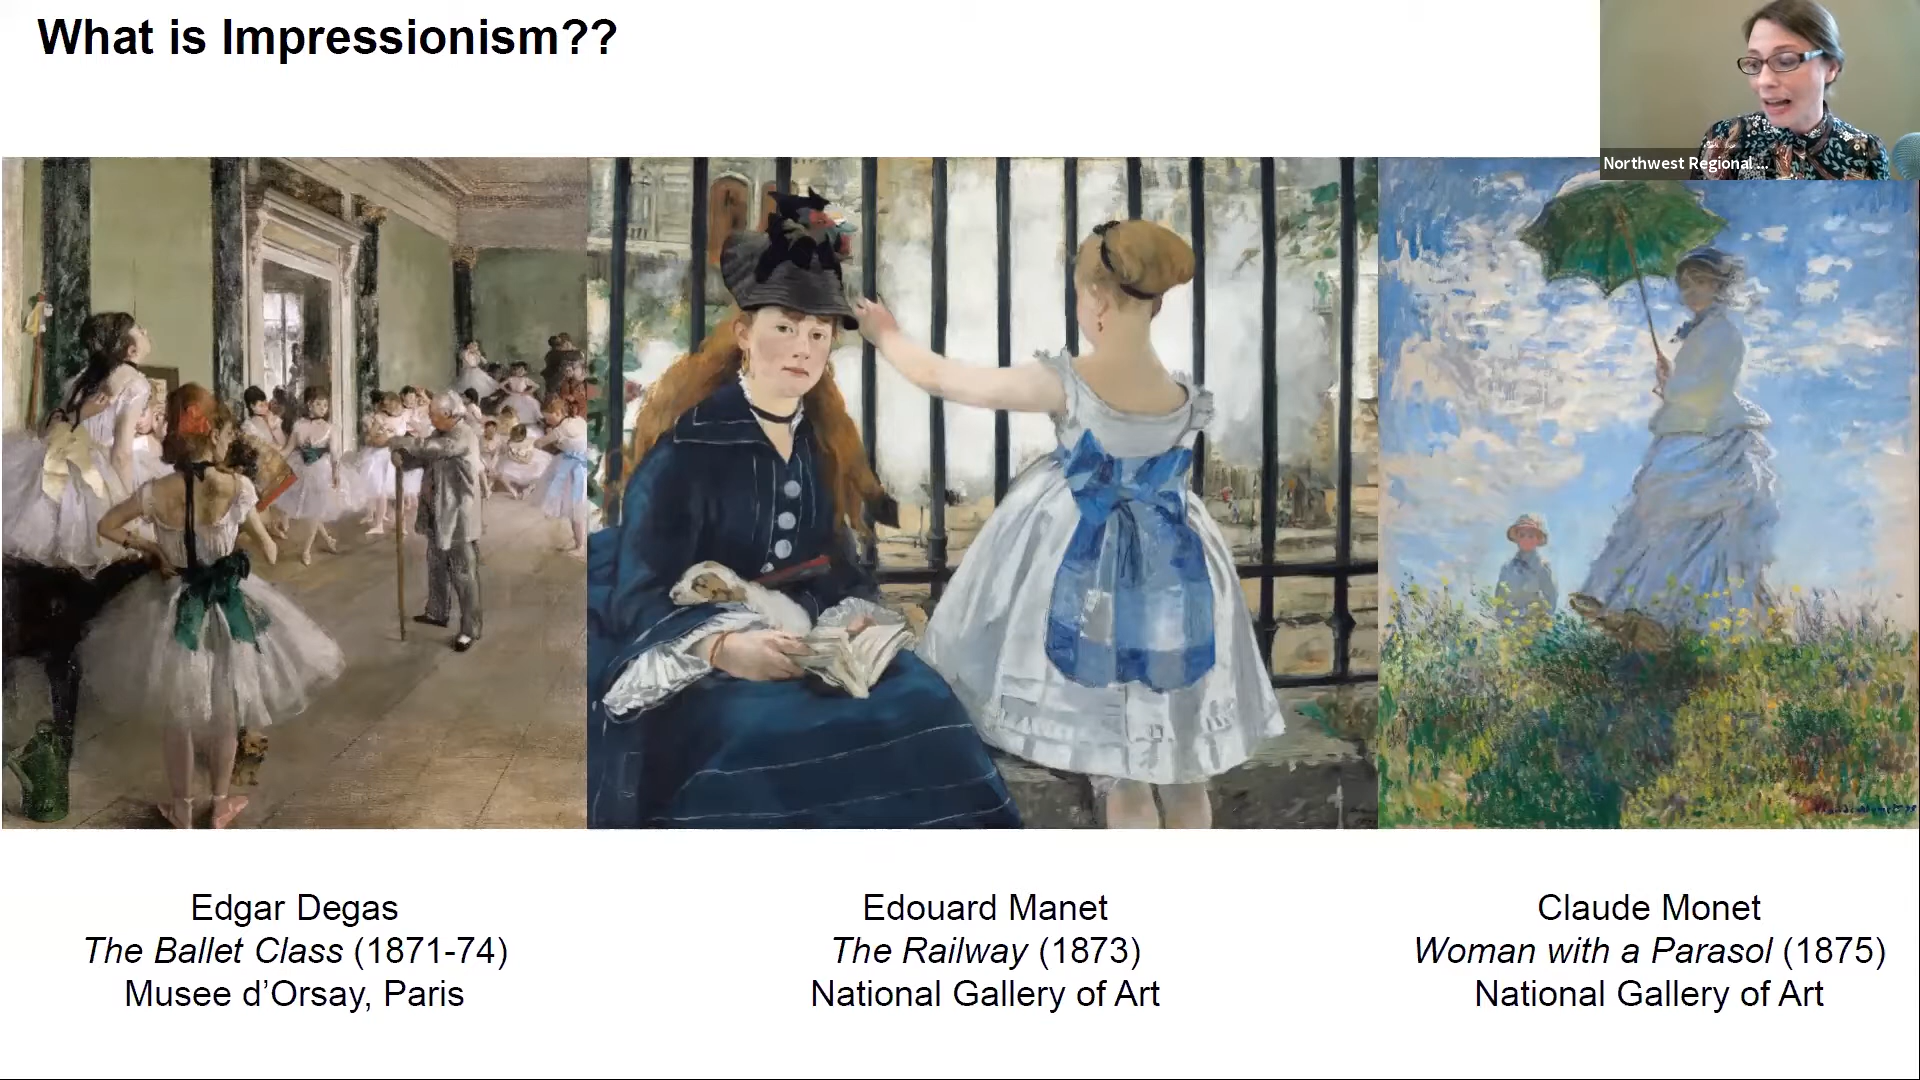 What is Impressionism??
Northwest Regional ...
Edgar Degas
The Ballet Class (1871-74)
Musee d’Orsay, Paris
Edouard Manet
The Railway (1873)
National Gallery of Art
Claude Monet
Woman with a Parasol (1875)
National Gallery of Art